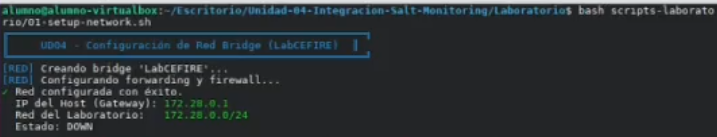 alumno@alumno-virtualbox:~/Escritorio/Unidad-04-Integracion-Salt-Monitoring/Laboratorio$ bash scripts-laborato
rio/01-setup-network.sh
UD04 - Configuración de Red Bridge (LabCEFIRE)
[RED] Creando bridge 'LabCEFIRE'...
[RED] Configurando forwarding y firewall...
✓ Red configurada con éxito.
IP del Host (Gateway): 172.28.0.1
Red del Laboratorio: 172.28.0.0/24
Estado: DOWN